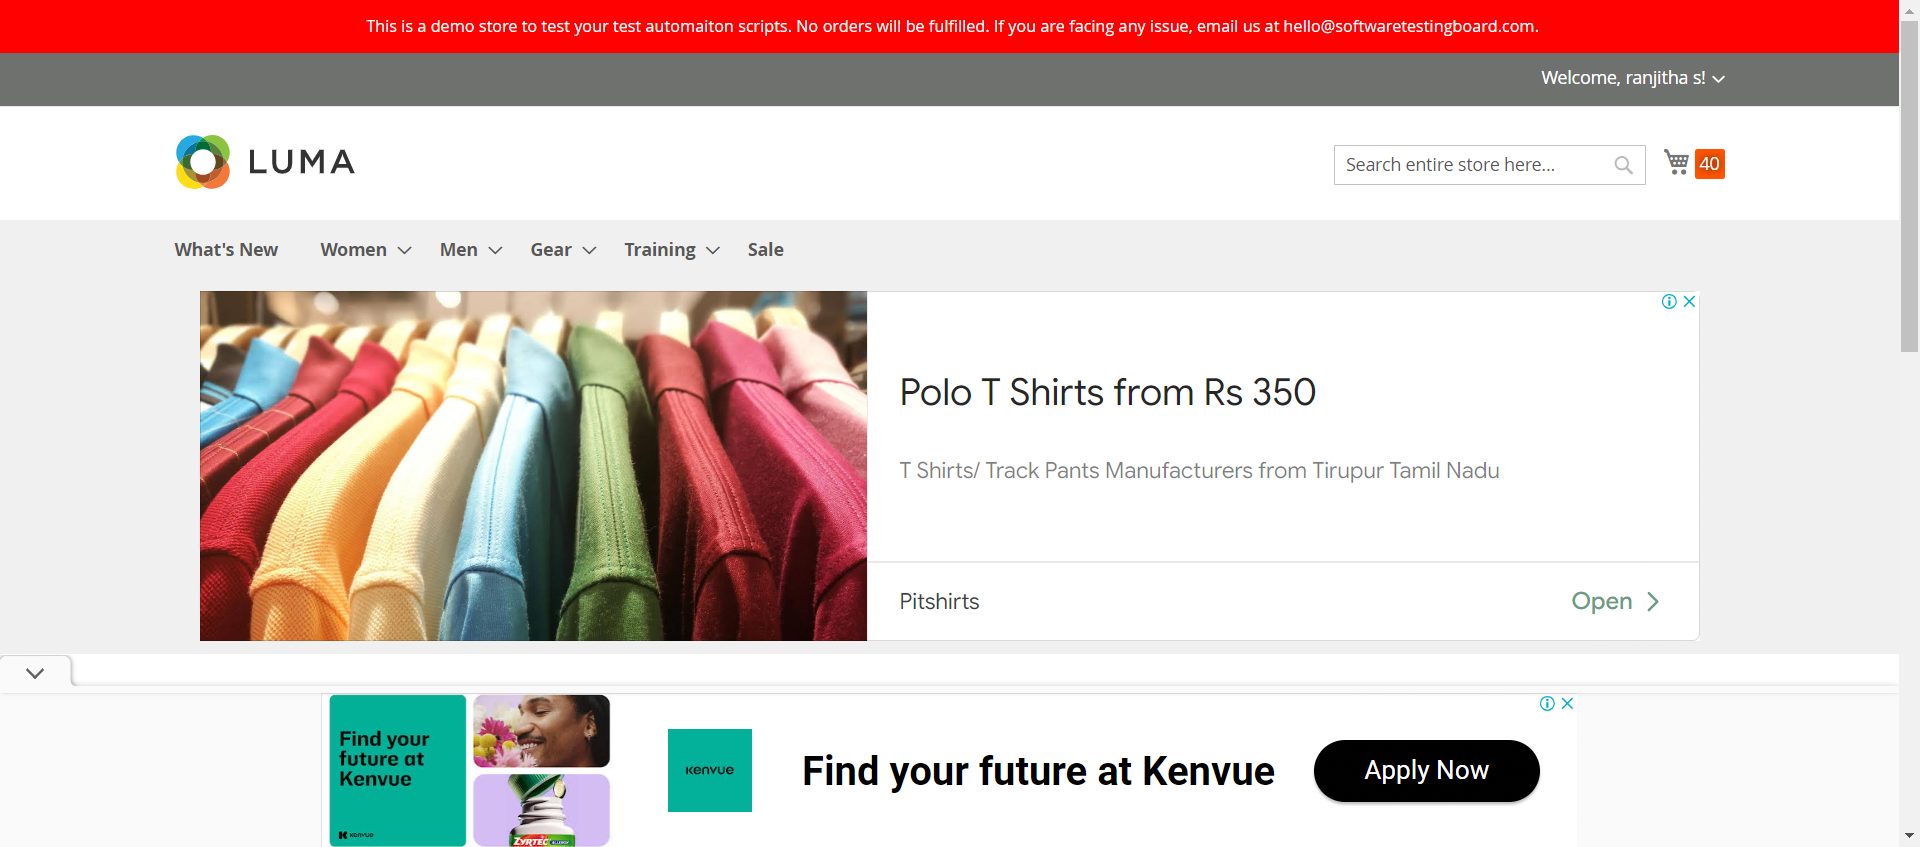 This is a demo store to test your test automaiton scripts. No orders will be fulfilled. If you are facing any issue, email us at hello@softwaretestingboard.com.
Welcome, ranjitha s!
LUMA
Search entire store here...
40
What's New Women Men Gear Training Sale
Polo T Shirts from Rs 350
T Shirts/ Track Pants Manufacturers from Tirupur Tamil Nadu
Pitshirts
Open
Find your
future at
Kenvue
kenvue
ZYRTEC ALLERGY
kenvue
Find your future at Kenvue
Apply Now